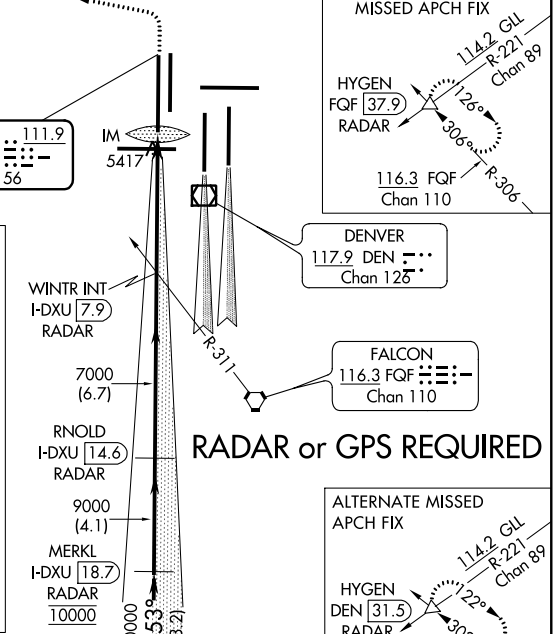 MISSED APCH FIX
114.2 GLL
R-221
Chan 89
HYGEN
FQF 37.9
RADAR
126°
306°
R-306
116.3 FQF
Chan 110
111.9
56
IM
5417
DENVER
117.9 DEN
Chan 126
WINTR INT
I-DXU 7.9
RADAR
R-311
FALCON
116.3 FQF
Chan 110
7000
(6.7)
RNOLD
I-DXU 14.6
RADAR
RADAR or GPS REQUIRED
9000
(4.1)
MERKL
I-DXU 18.7
RADAR
10000
ALTERNATE MISSED
APCH FIX
114.2 GLL
R-221
Chan 89
HYGEN
DEN 31.5
RADAR
122°